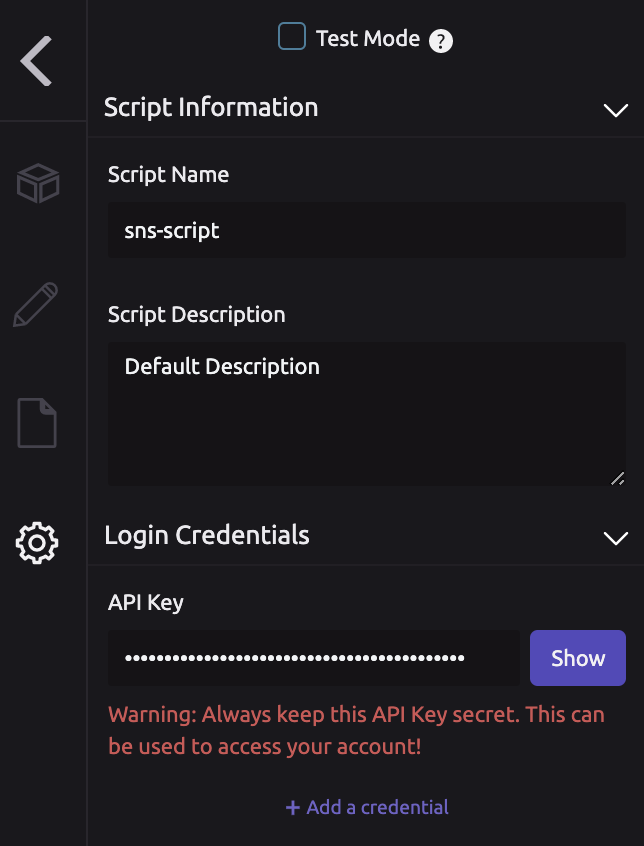 Test Mode ?
Script Information
Script Name
sns-script
Script Description
Default Description
Login Credentials
API Key
••••••••••••••••••••••••••••••••••••••••••• Show
Warning: Always keep this API Key secret. This can
be used to access your account!
+ Add a credential